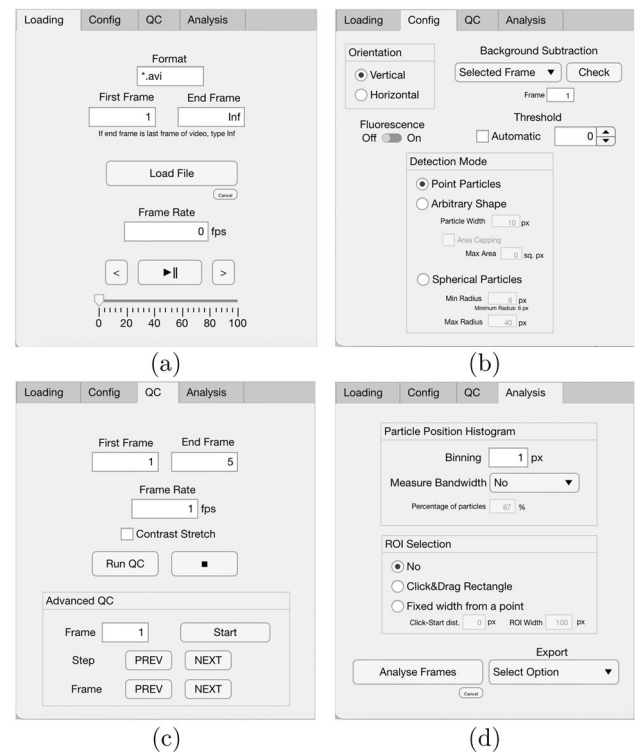 Loading Config QC Analysis
Format
*.avi
First Frame End Frame
1 Inf
If end frame is last frame of video, type Inf
Load File
Cancel
Frame Rate
0 fps
< ►|| >
0 20 40 60 80 100
(a)
Loading Config QC Analysis
Orientation
Vertical
Horizontal
Background Subtraction
Selected Frame ▼ Check
Frame 1
Fluorescence
Off On
Threshold
Automatic 0
Detection Mode
Point Particles
Arbitrary Shape
Particle Width 10 px
Area Capping
Max Area 0 sq. px
Spherical Particles
Min Radius 6 px
Minimum Radius: 6 px
Max Radius 40 px
(b)
Loading Config QC Analysis
First Frame End Frame
1 5
Frame Rate
1 fps
Contrast Stretch
Run QC ■
Advanced QC
Frame 1 Start
Step PREV NEXT
Frame PREV NEXT
(c)
Loading Config QC Analysis
Particle Position Histogram
Binning 1 px
Measure Bandwidth No ▼
Percentage of particles 67 %
ROI Selection
No
Click&Drag Rectangle
Fixed width from a point
Click-Start dist. 0 px ROI Width 100 px
Export
Analyse Frames Select Option ▼
Cancel
(d)